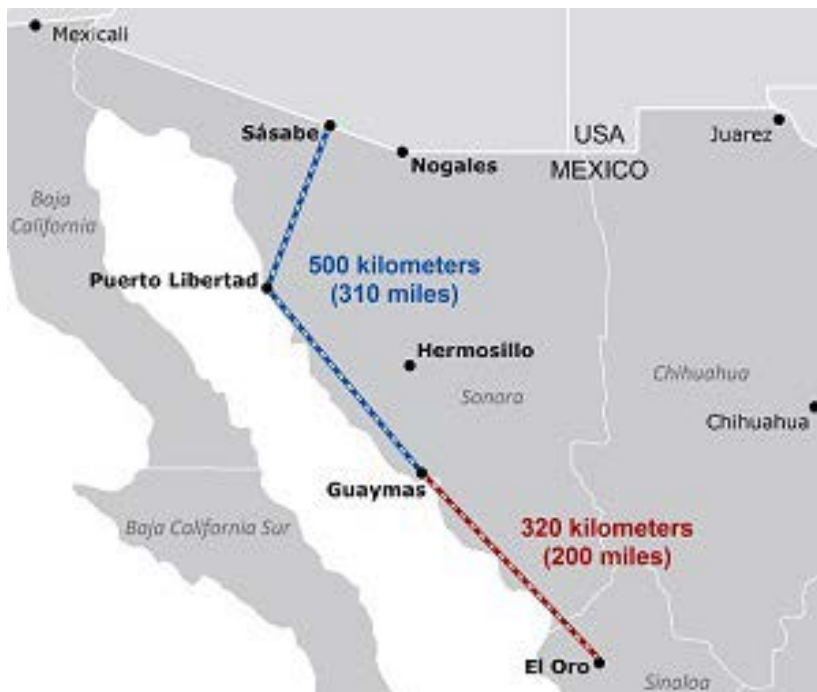 Mexicali
Sásabe
Nogales
USA
MEXICO
Juarez
Baja
California
Puerto Libertad
500 kilometers
(310 miles)
Hermosillo
Sonora
Chihuahua
Chihuahua
Guaymas
Baja California Sur
320 kilometers
(200 miles)
El Oro
Sinaloa